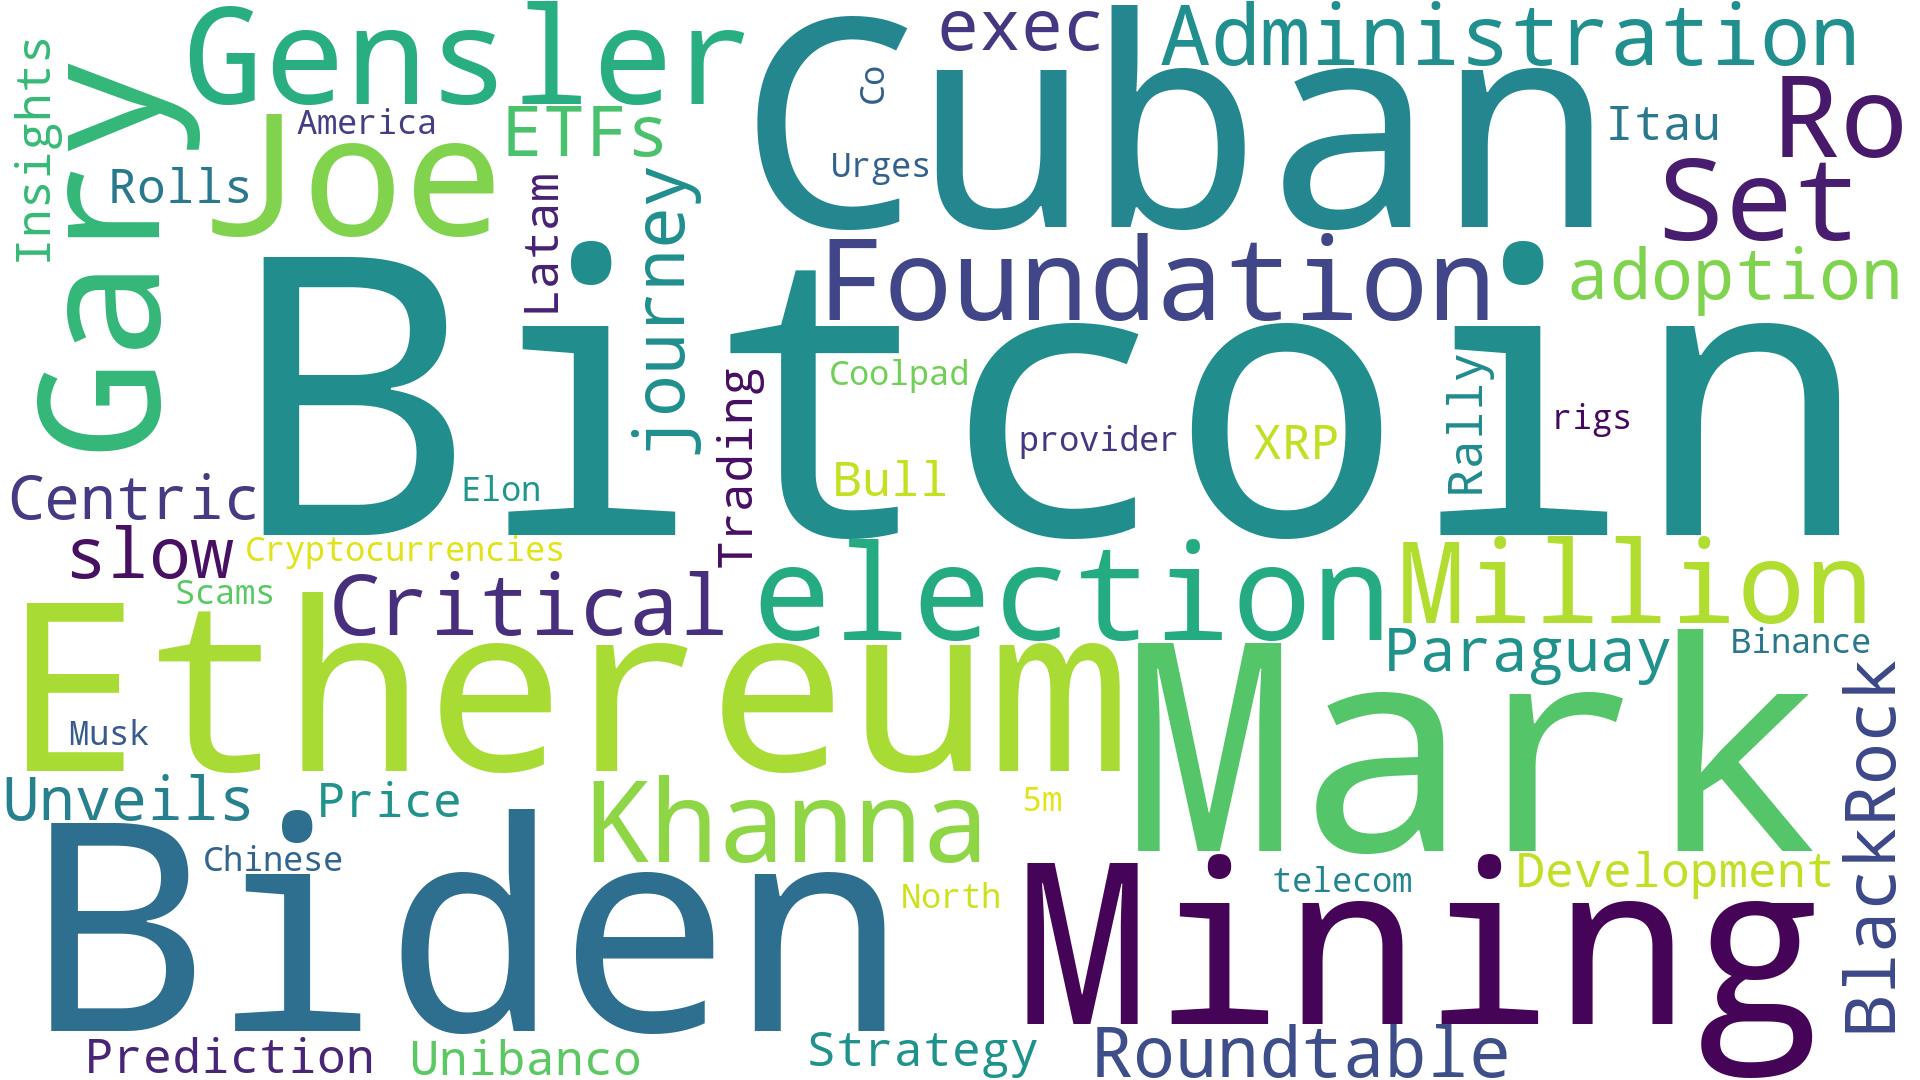 Gensler
exec
Administration
Cuban
Co
Insights
Gary
America
Joe
ETFs
Itau
Ro
Rolls
Urges
Set
Latam
journey
Foundation
adoption
Bitcoin
Coolpad
Trading
provider
XRP
Rally
rigs
Bull
Centric
Elon
slow
Cryptocurrencies
Scams
Critical
election
Million
Ethereum
Mark
Paraguay
Binance
BlackRock
Musk
Unveils
Price
Khanna
5m
Biden
Chinese
North
Mining
telecom
Development
Prediction
Unibanco
Strategy
Roundtable